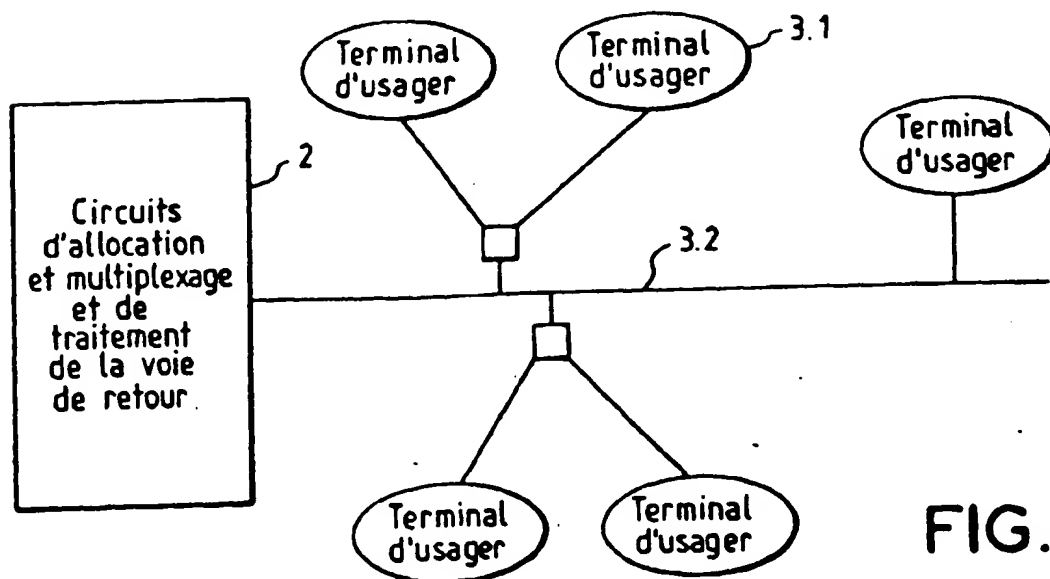 Terminal
d'usager
Terminal
d'usager
3.1
Terminal
d'usager
2
Circuits
d'allocation
et multiplexage
et de
traitement
de la voie
de retour
3.2
Terminal
d'usager
Terminal
d'usager
FIG.